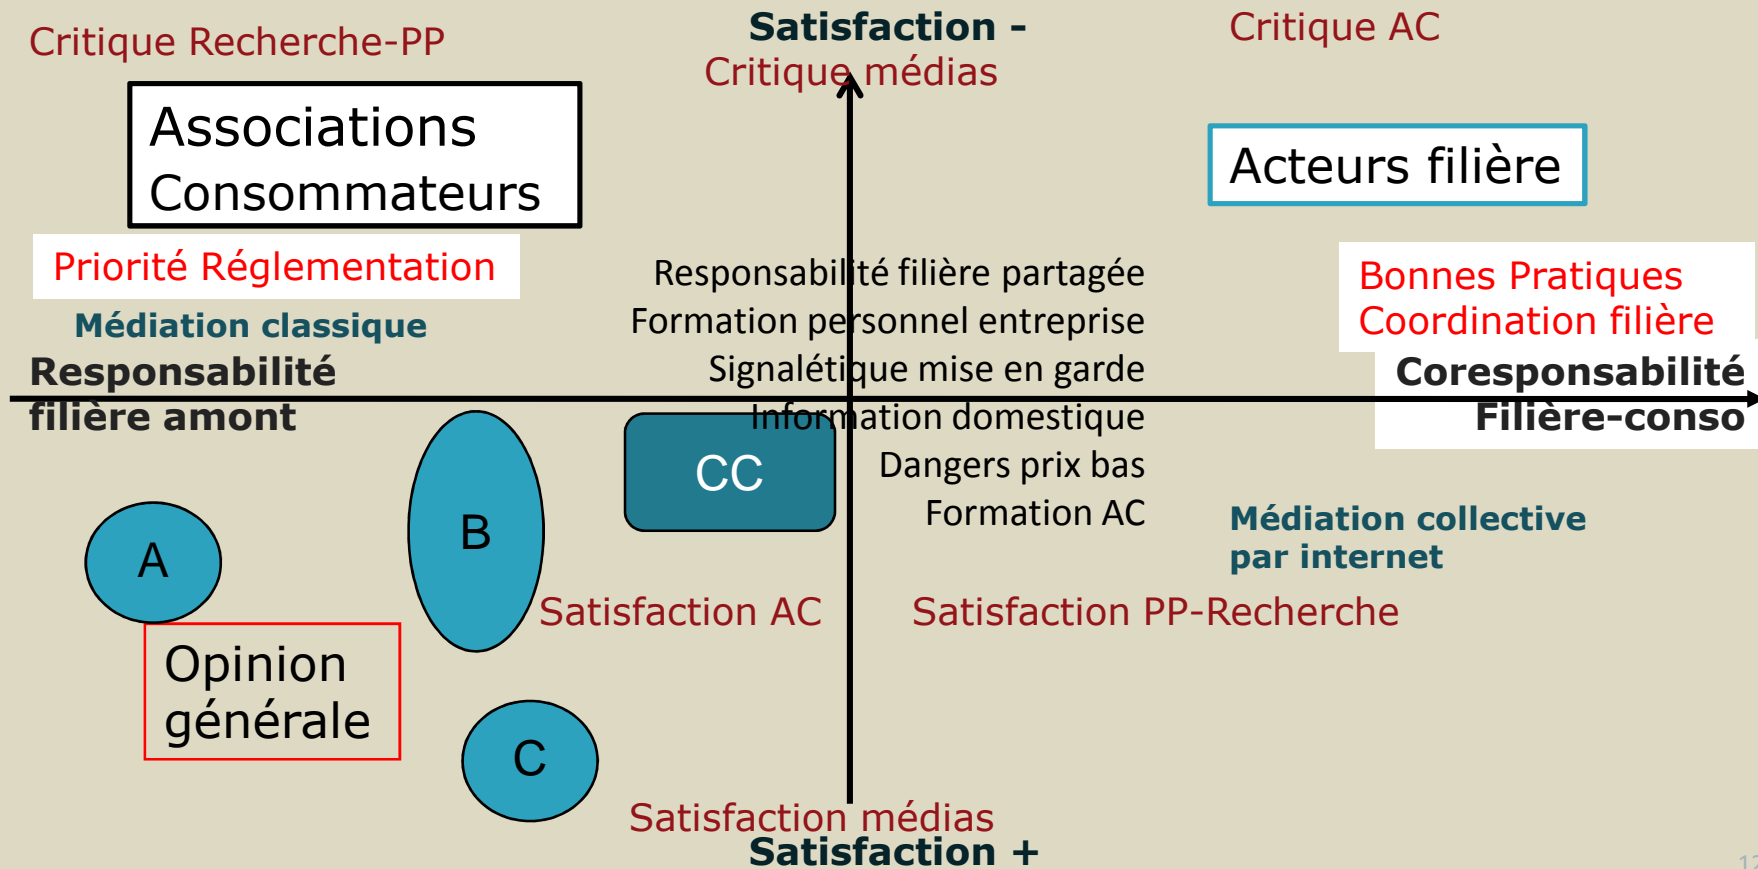 Satisfaction -
Critique Recherche-PP
Critique médias
Critique AC
Associations
Consommateurs
Acteurs filière
Priorité Réglementation
Médiation classique
Responsabilité
filière amont
Responsabilité filière partagée
Formation personnel entreprise
Signalétique mise en garde
Information domestique
Dangers prix bas
Formation AC
Bonnes Pratiques
Coordination filière
Coresponsabilité
Filière-conso
CC
A
B
C
Médiation collective
par internet
Satisfaction AC
Satisfaction PP-Recherche
Opinion
générale
Satisfaction médias
Satisfaction +
12